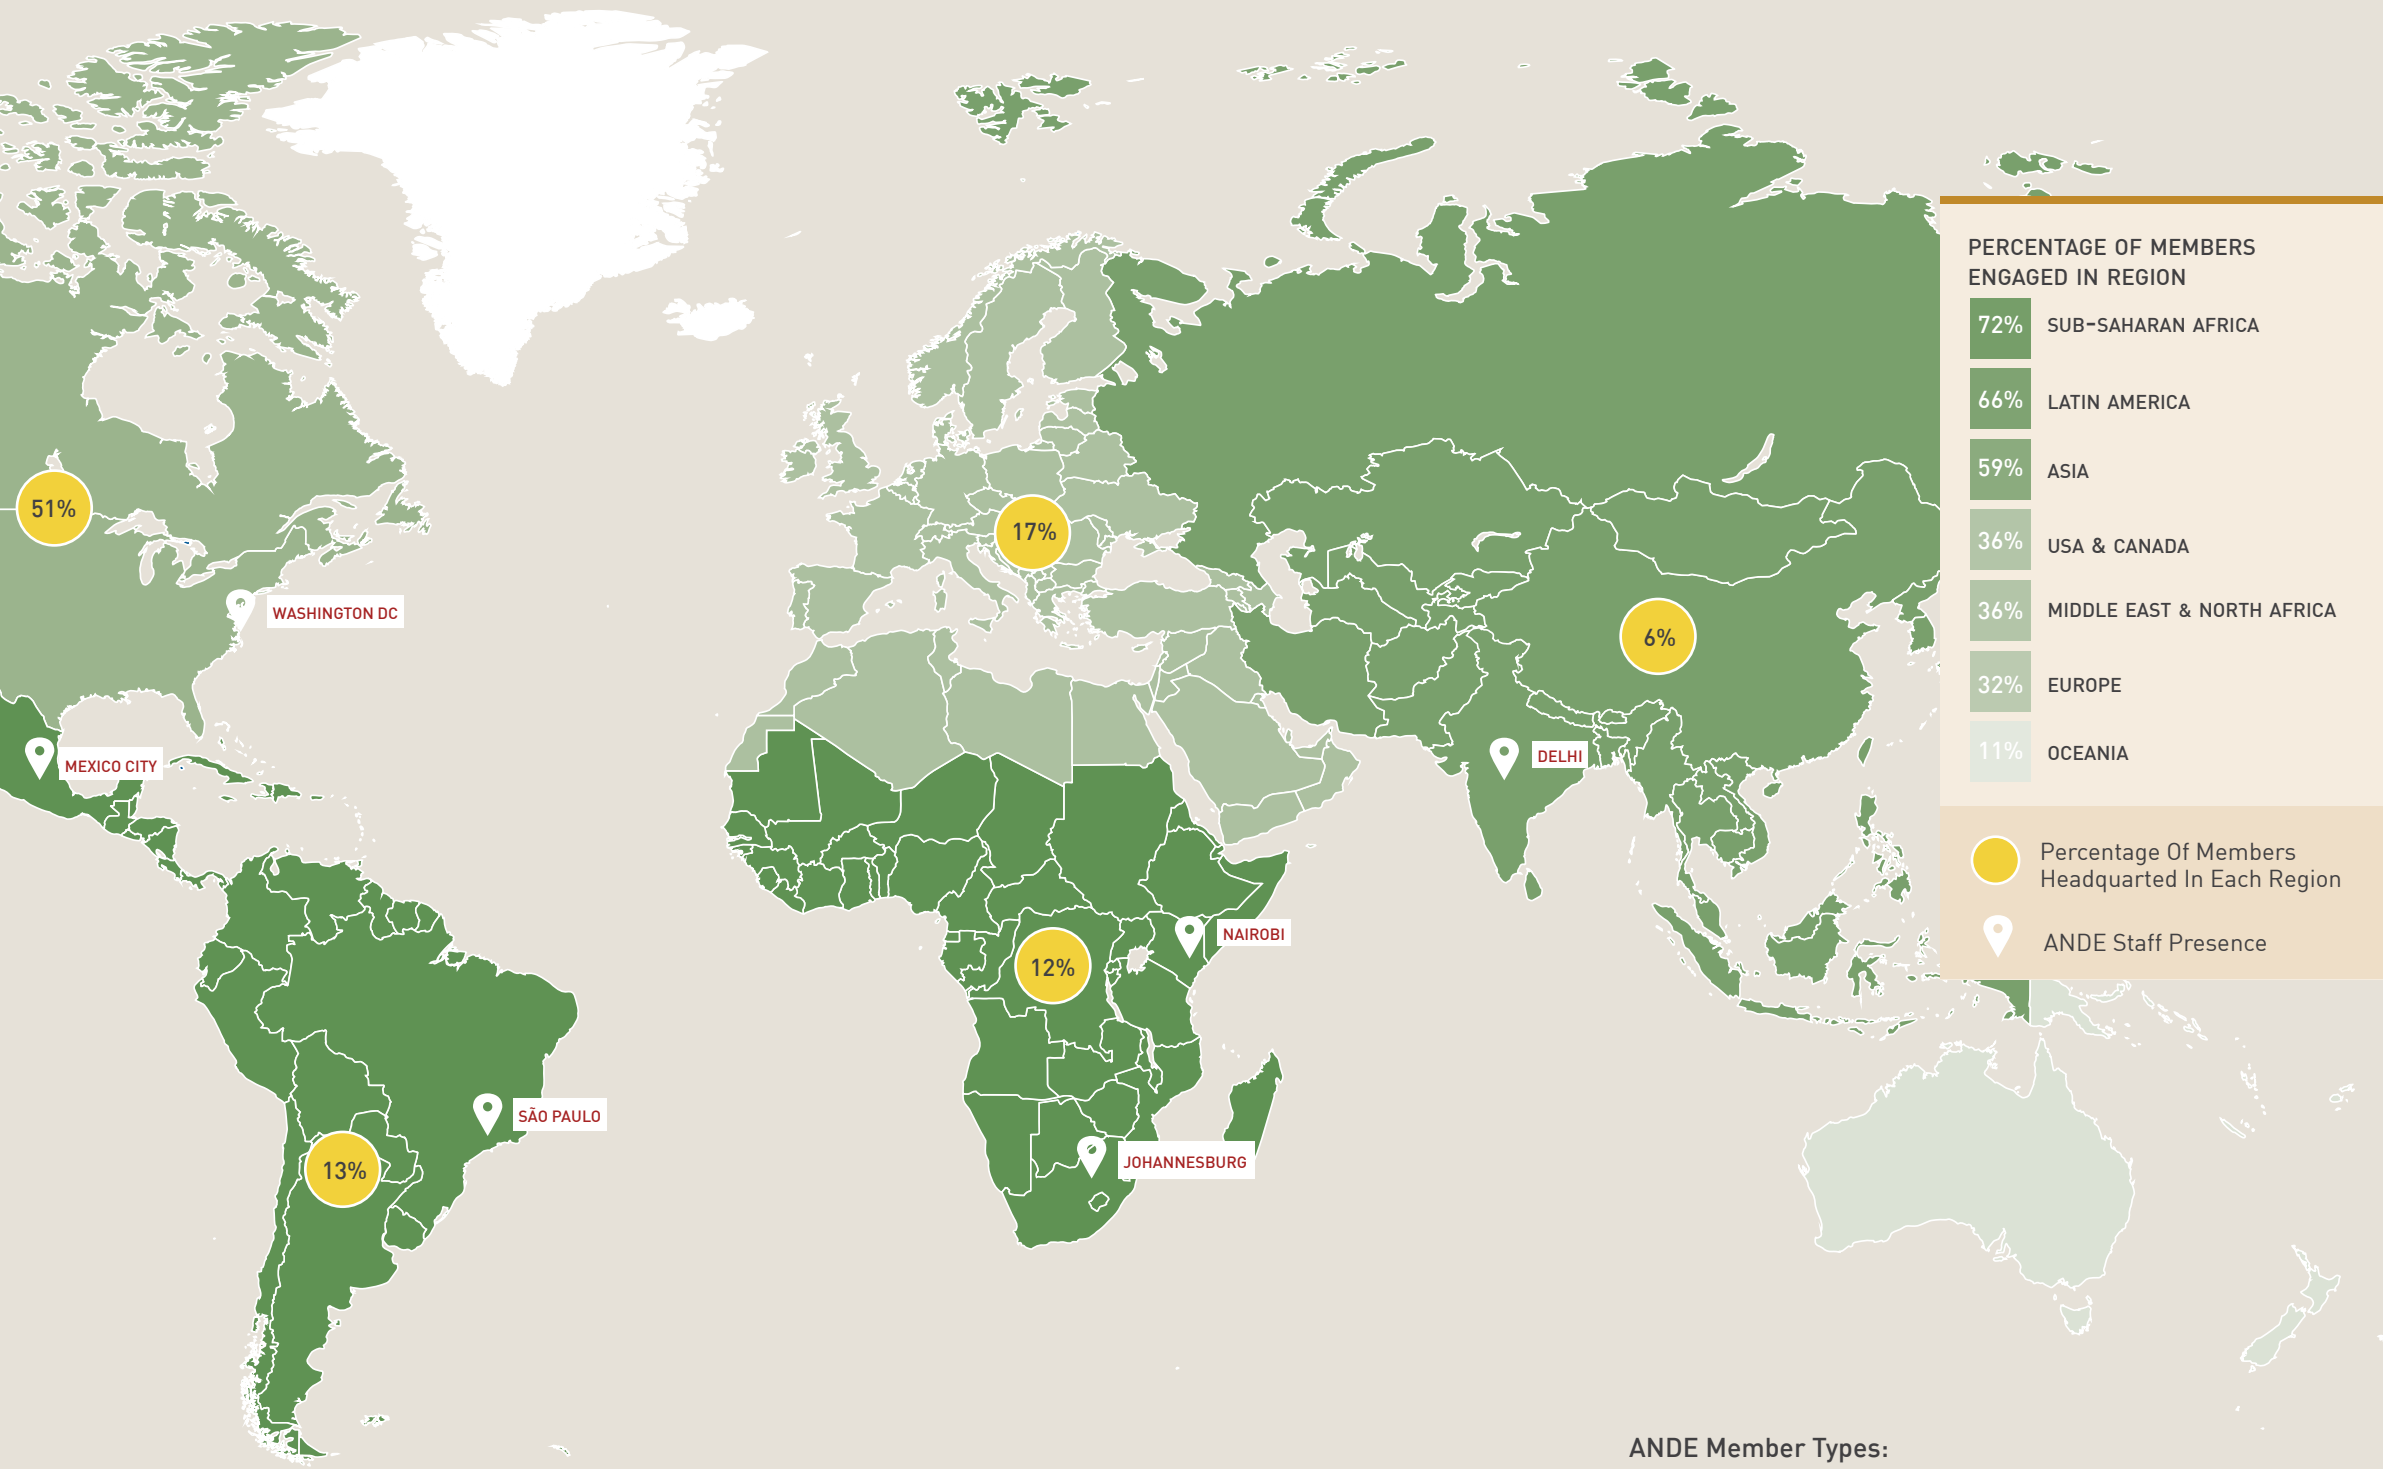 51%
WASHINGTON DC
MEXICO CITY
SÃO PAULO
13%
17%
12%
NAIROBI
JOHANNESBURG
6%
DELHI
PERCENTAGE OF MEMBERS
ENGAGED IN REGION
72% SUB-SAHARAN AFRICA
66% LATIN AMERICA
59% ASIA
36% USA & CANADA
36% MIDDLE EAST & NORTH AFRICA
32% EUROPE
11% OCEANIA
Percentage Of Members
Headquarted In Each Region
ANDE Staff Presence
ANDE Member Types: